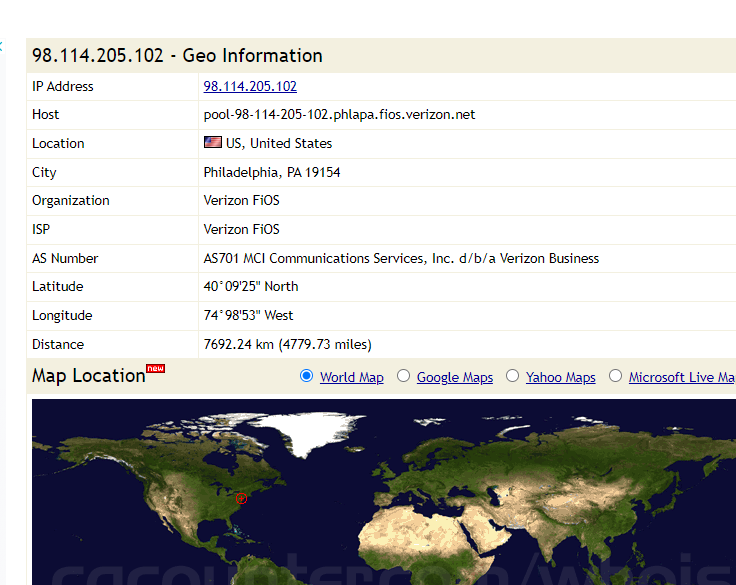 98.114.205.102 - Geo Information
IP Address 98.114.205.102
Host pool-98-114-205-102.phlapa.fios.verizon.net
Location US, United States
City Philadelphia, PA 19154
Organization Verizon FiOS
ISP Verizon FiOS
AS Number AS701 MCI Communications Services, Inc. d/b/a Verizon Business
Latitude 40°09'25" North
Longitude 74°98'53" West
Distance 7692.24 km (4779.73 miles)
Map Location new World Map Google Maps Yahoo Maps Microsoft Live Ma